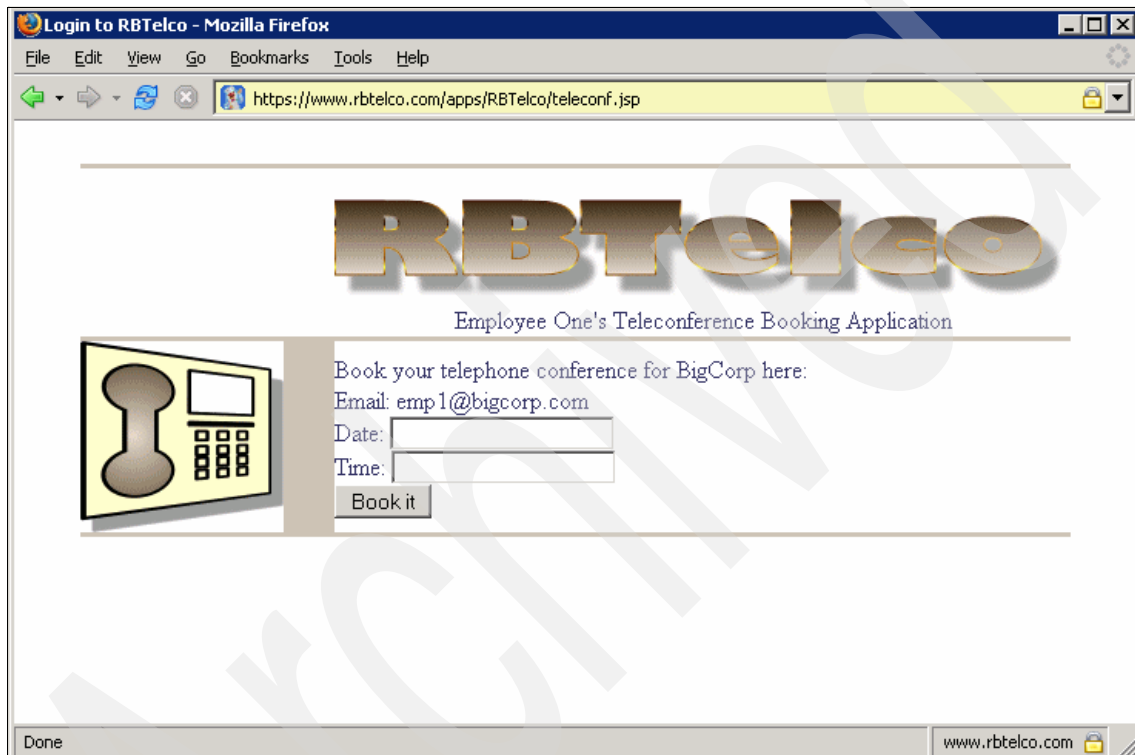 Login to RBTelco - Mozilla Firefox
File Edit View Go Bookmarks Tools Help
https://www.rbtelco.com/apps/RBTelco/teleconf.jsp
RBTelco
Employee One's Teleconference Booking Application
Book your telephone conference for BigCorp here:
Email: emp1@bigcorp.com
Date:
Time:
Book it
Done www.rbtelco.com
Archived